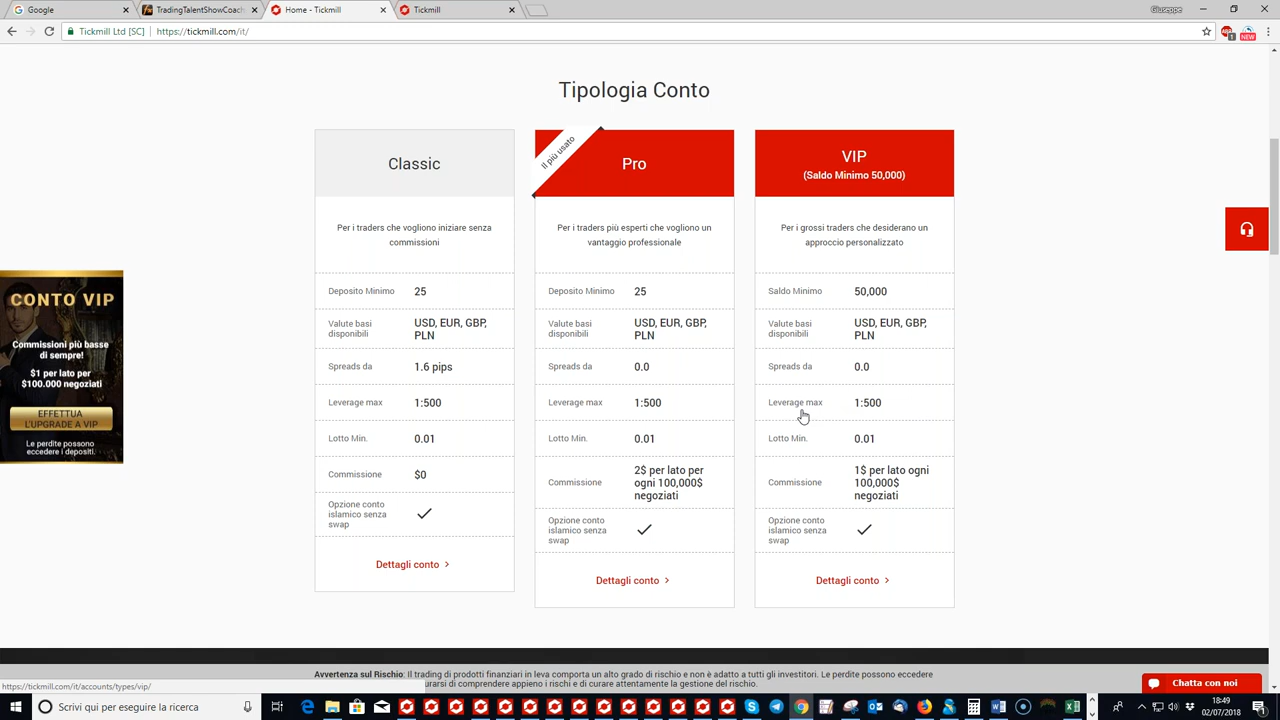 Google
TradingTalentShowCoach
Home - Tickmill
Tickmill
Giuseppe
Tickmill Ltd [SC]
https://tickmill.com/it/
ABP
1
NEW
Tipologia Conto
Classic
Per i traders che vogliono iniziare senza
commissioni
Deposito Minimo
25
Valute basi
disponibili
USD, EUR, GBP,
PLN
Spreads da
1.6 pips
Leverage max
1:500
Lotto Min.
0.01
Commissione
$0
Opzione conto
islamico senza
swap
Dettagli conto
Il più usato
Pro
Per i traders più esperti che vogliono un
vantaggio professionale
Deposito Minimo
25
Valute basi
disponibili
USD, EUR, GBP,
PLN
Spreads da
0.0
Leverage max
1:500
Lotto Min.
0.01
Commissione
2$ per lato per
ogni 100,000$
negoziati
Opzione conto
islamico senza
swap
Dettagli conto
VIP
(Saldo Minimo 50,000)
Per i grossi traders che desiderano un
approccio personalizzato
Saldo Minimo
50,000
Valute basi
disponibili
USD, EUR, GBP,
PLN
Spreads da
0.0
Leverage max
1:500
Lotto Min.
0.01
Commissione
1$ per lato ogni
100,000$
negoziati
Opzione conto
islamico senza
swap
Dettagli conto
CONTO VIP
Commissioni più basse
di sempre!
$1 per lato per
$100.000 negoziati
EFFETTUA
L'UPGRADE A VIP
Le perdite possono
eccedere i depositi.
Avvertenza sul Rischio: Il trading di prodotti finanziari in leva comporta un alto grado di rischio e non è adatto a tutti gli investitori. Le perdite possono eccedere
urarsi di comprendere appieno i rischi e di curare attentamente la gestione del rischio.
https://tickmill.com/it/accounts/types/vip/
Chatta con noi
Scrivi qui per eseguire la ricerca
18:49
02/07/2018